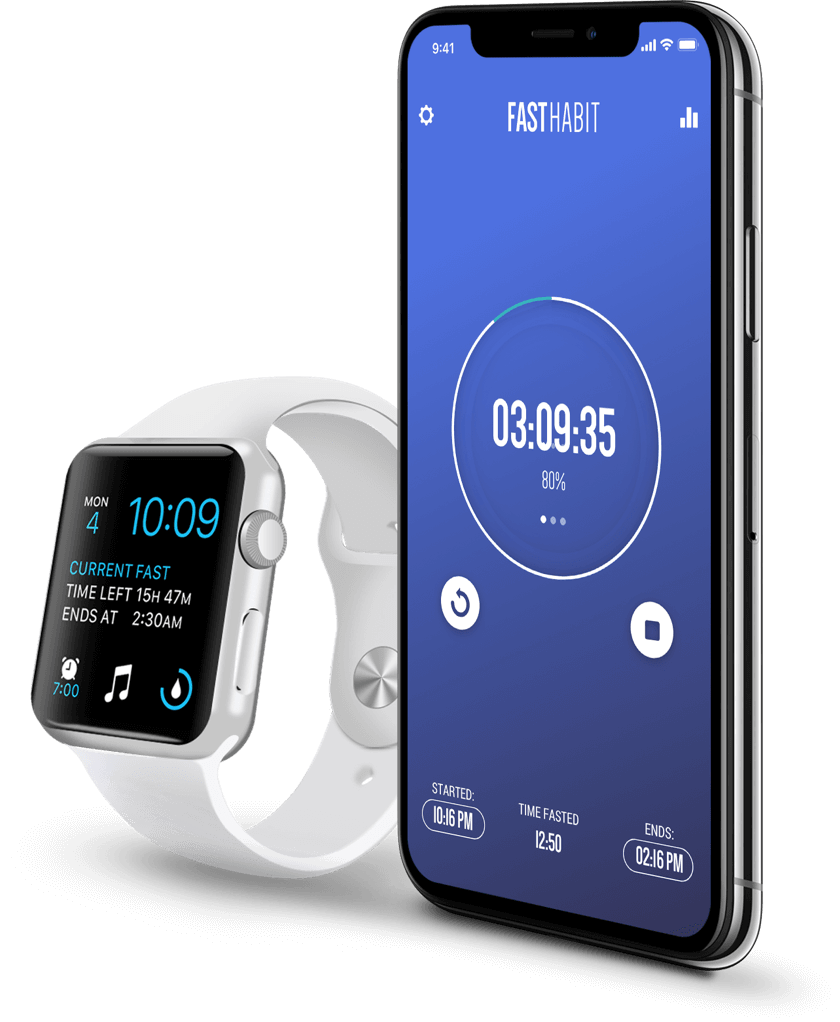 9:41
FASTHABIT
03:09:35
80%
STARTED:
10:16 PM
TIME FASTED
12:50
ENDS:
02:16 PM
MON
4
10:09
CURRENT FAST
TIME LEFT 15H 47M
ENDS AT 2:30AM
7:00